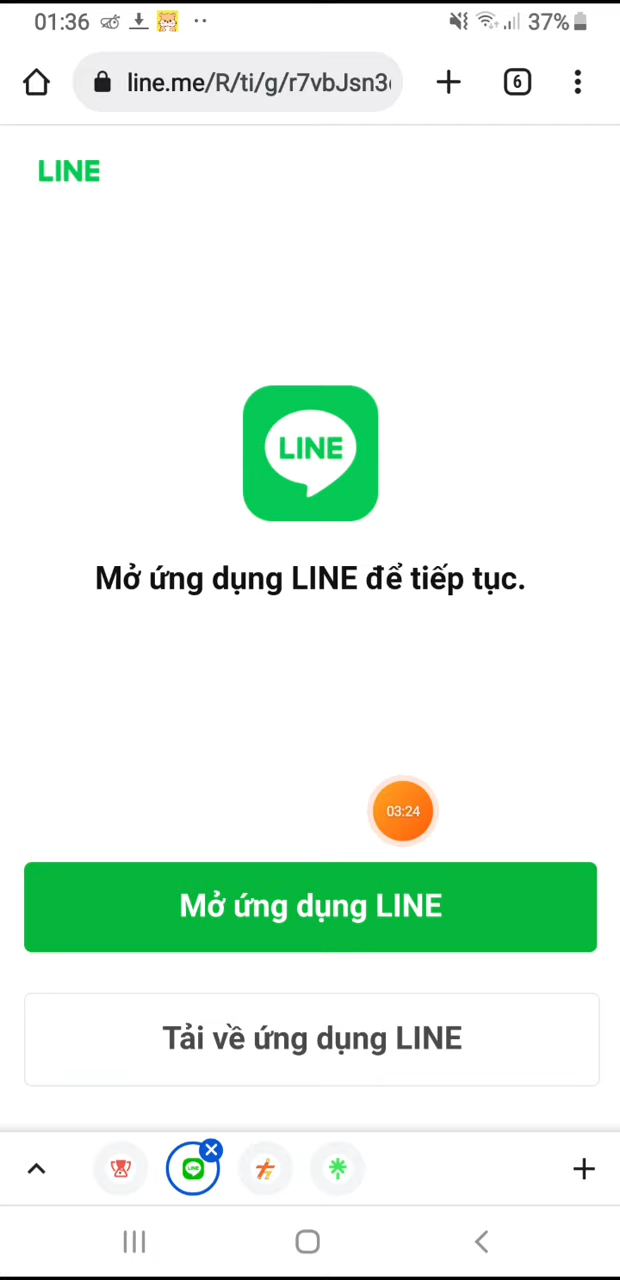 01:36
37%
line.me/R/ti/g/r7vbJsn3
6
LINE
LINE
Mở ứng dụng LINE để tiếp tục.
03:24
Mở ứng dụng LINE
Tải về ứng dụng LINE
LINE